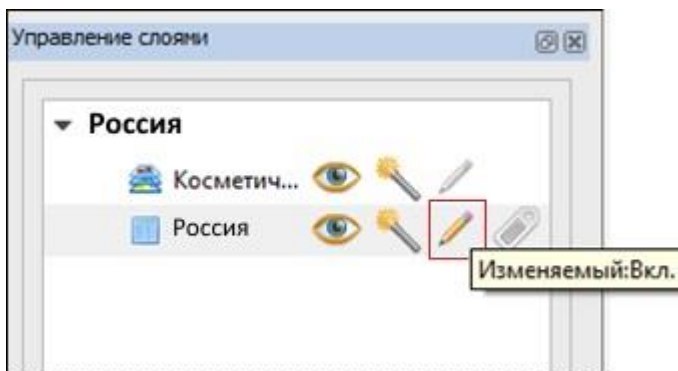 Управление слоями
Россия
Косметич...
Россия
Изменяемый:Вкл.